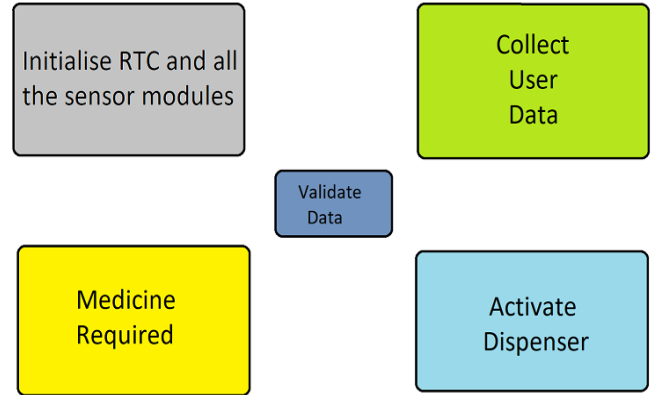 Initialise RTC and all
the sensor modules
Collect
User
Data
Validate
Data
Medicine
Required
Activate
Dispenser